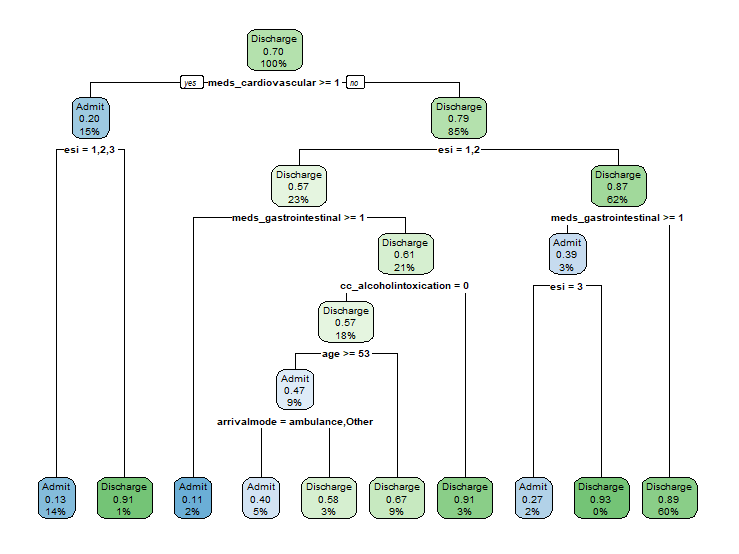 Discharge
0.70
100%
yes meds_cardiovascular >= 1 no
Admit
0.20
15%
Discharge
0.79
85%
esi = 1,2,3
esi = 1,2
Discharge
0.57
23%
Discharge
0.87
62%
meds_gastrointestinal >= 1
meds_gastrointestinal >= 1
Discharge
0.61
21%
Admit
0.39
3%
cc_alcoholintoxication = 0
esi = 3
Discharge
0.57
18%
age >= 53
Admit
0.47
9%
arrivalmode = ambulance,Other
Admit
0.13
14%
Discharge
0.91
1%
Admit
0.11
2%
Admit
0.40
5%
Discharge
0.58
3%
Discharge
0.67
9%
Discharge
0.91
3%
Admit
0.27
2%
Discharge
0.93
0%
Discharge
0.89
60%